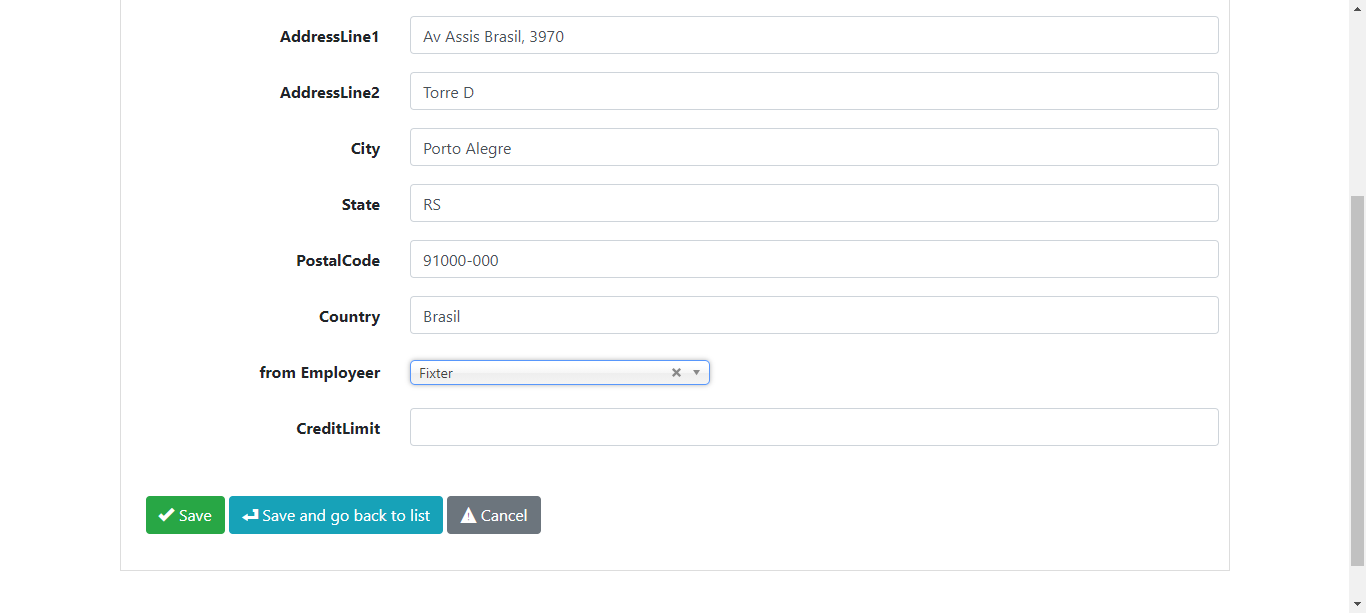 AddressLine1 Av Assis Brasil, 3970
AddressLine2 Torre D
City Porto Alegre
State RS
PostalCode 91000-000
Country Brasil
from Employeer Fixter
CreditLimit
Save Save and go back to list Cancel